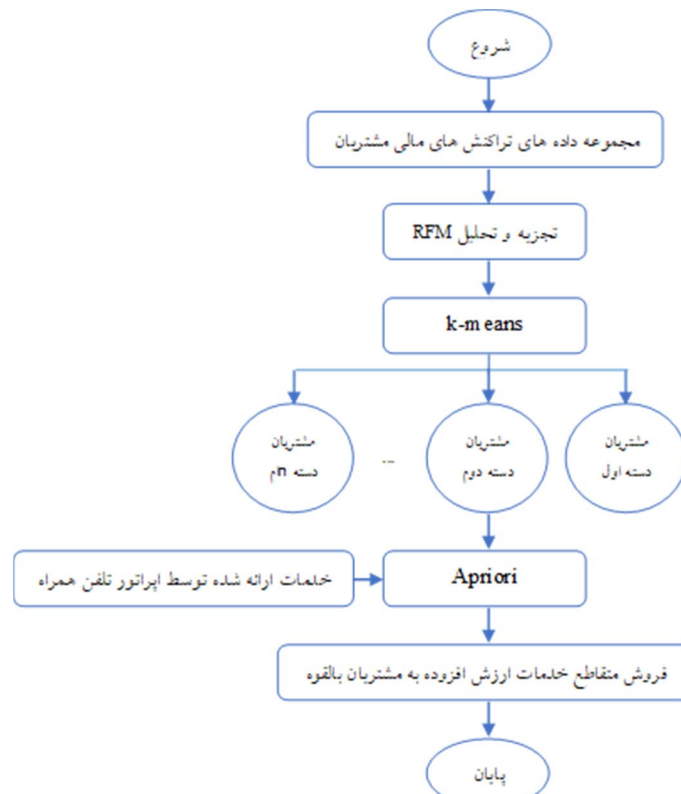 شروع
مجموعه داده های تراکنش های مالی مشتریان
تجزیه و تحلیل RFM
k-means
مشتریان
دسته اول
مشتریان
دسته دوم
...
مشتریان
دسته nام
Apriori
خدمات ارائه شده توسط اپراتور تلفن همراه
فروش متقاطع خدمات ارزش افزوده به مشتریان بالقوه
پایان